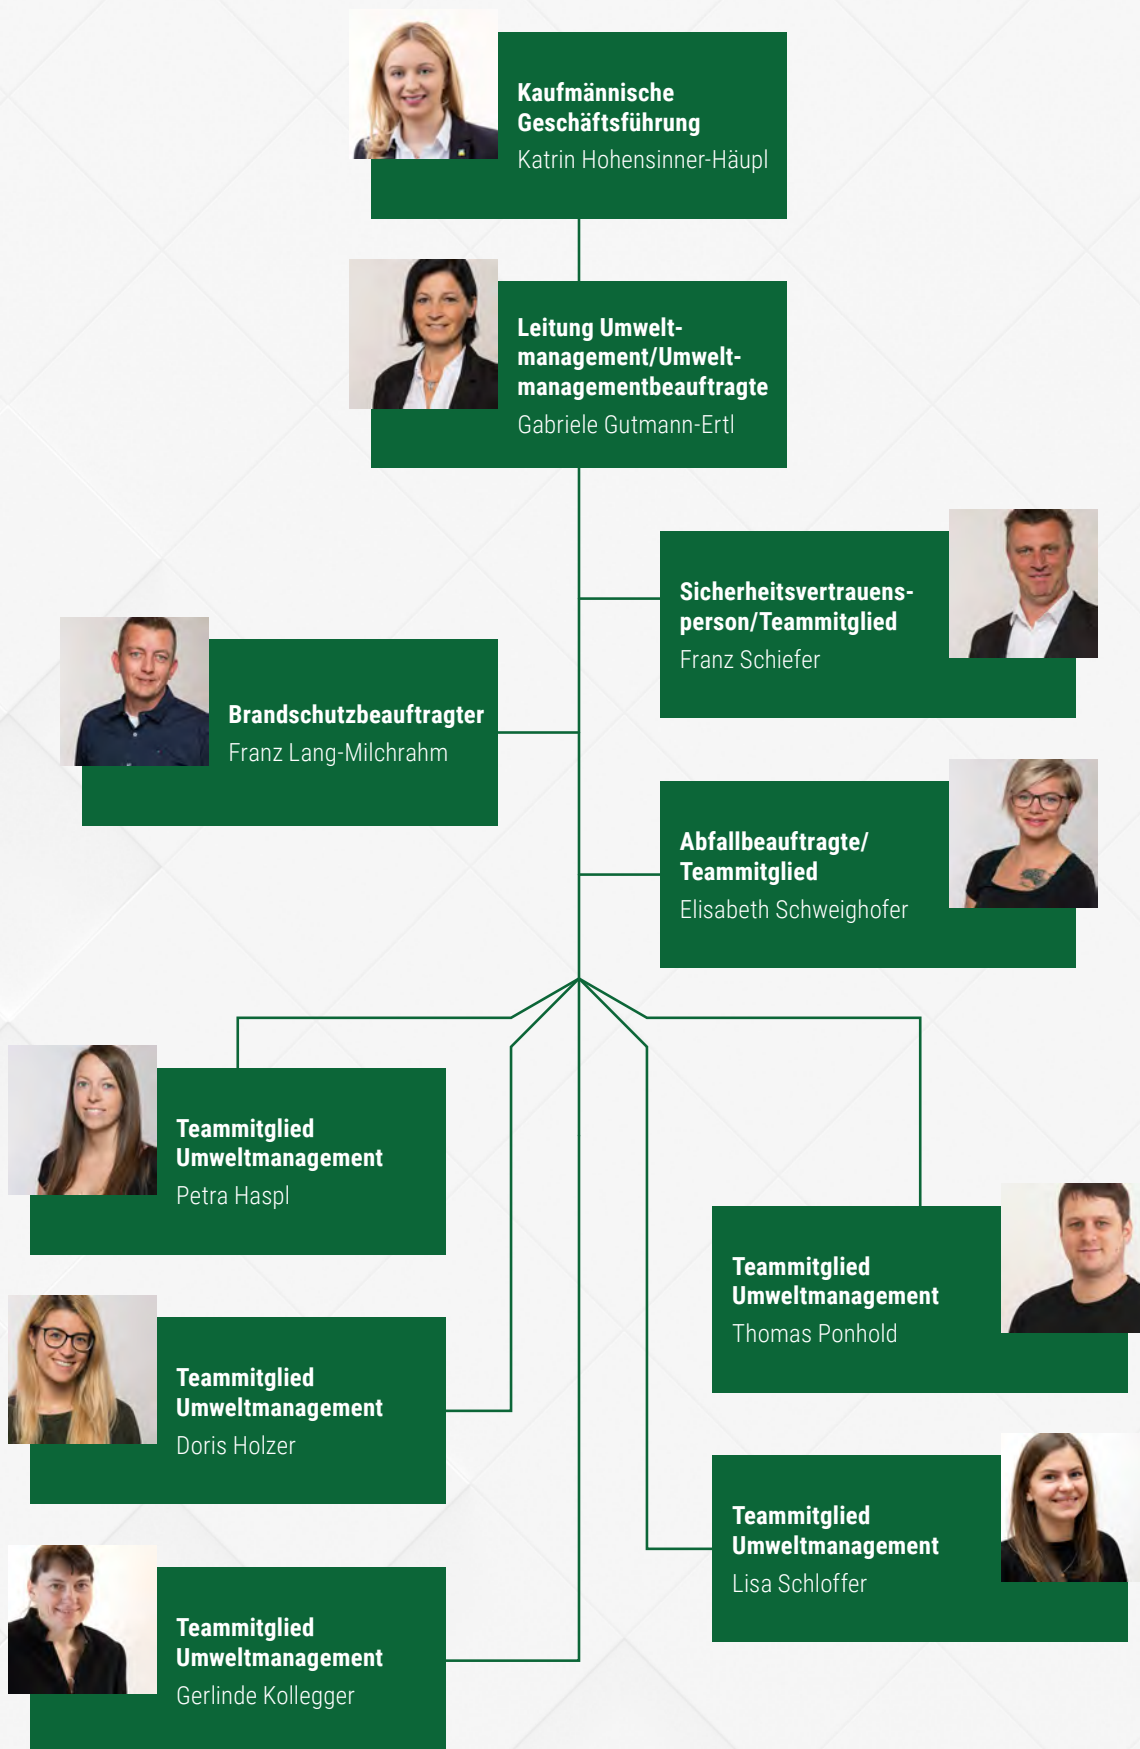 Kaufmännische
Geschäftsführung
Katrin Hohensinner-Häupl
Leitung Umwelt-
management/Umwelt-
managementbeauftragte
Gabriele Gutmann-Ertl
Sicherheitsvertrauens-
person/Teammitglied
Franz Schiefer
Brandschutzbeauftragter
Franz Lang-Milchrahm
Abfallbeauftragte/
Teammitglied
Elisabeth Schweighofer
Teammitglied
Umweltmanagement
Petra Haspl
Teammitglied
Umweltmanagement
Thomas Ponhold
Teammitglied
Umweltmanagement
Doris Holzer
Teammitglied
Umweltmanagement
Lisa Schloffer
Teammitglied
Umweltmanagement
Gerlinde Kollegger